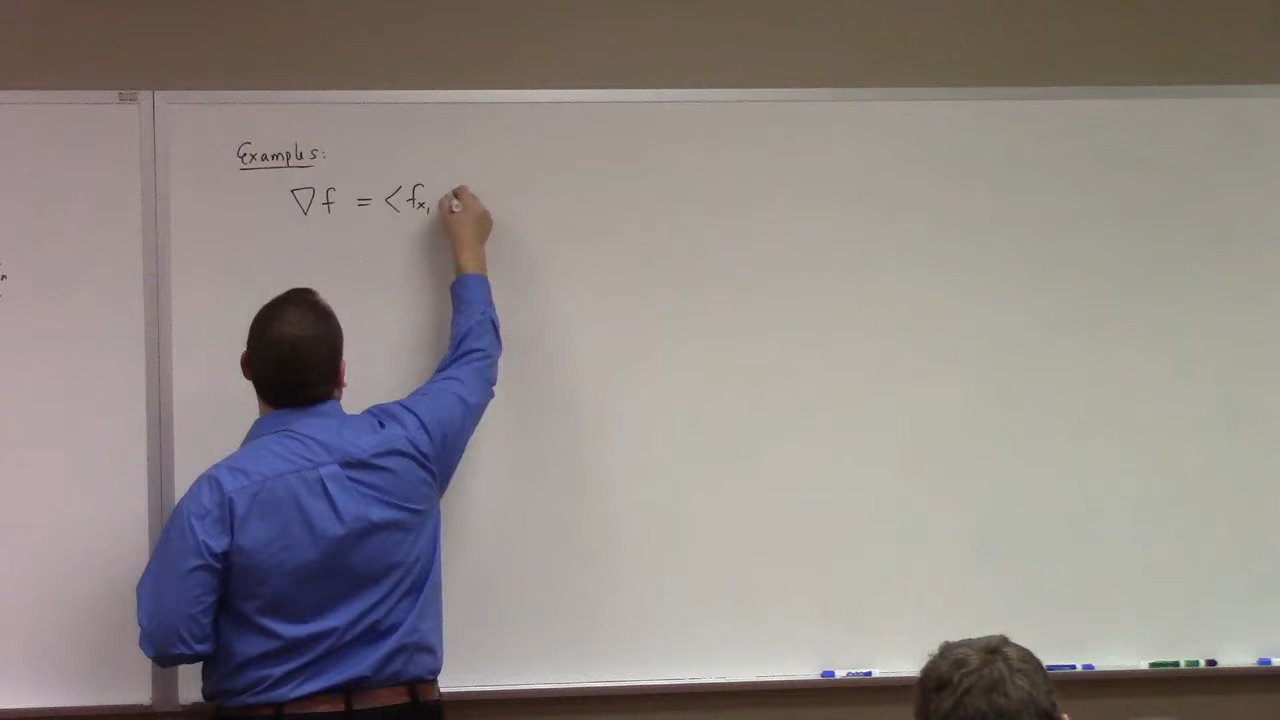 Examples:
∇f = <fₓ,